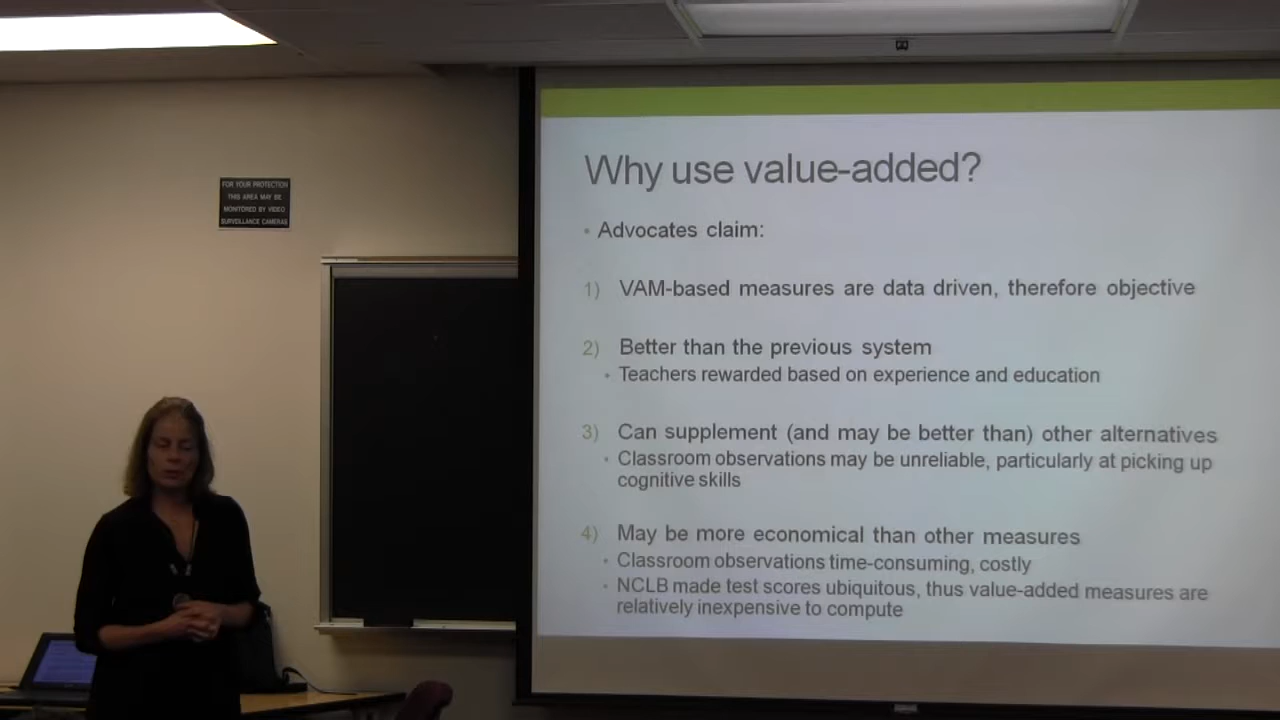 FOR YOUR PROTECTION
THIS AREA MAY BE
MONITORED BY VIDEO
SURVEILLANCE CAMERAS
Why use value-added?
• Advocates claim:
1) VAM-based measures are data driven, therefore objective
2) Better than the previous system
• Teachers rewarded based on experience and education
3) Can supplement (and may be better than) other alternatives
• Classroom observations may be unreliable, particularly at picking up
cognitive skills
4) May be more economical than other measures
• Classroom observations time-consuming, costly
• NCLB made test scores ubiquitous, thus value-added measures are
relatively inexpensive to compute